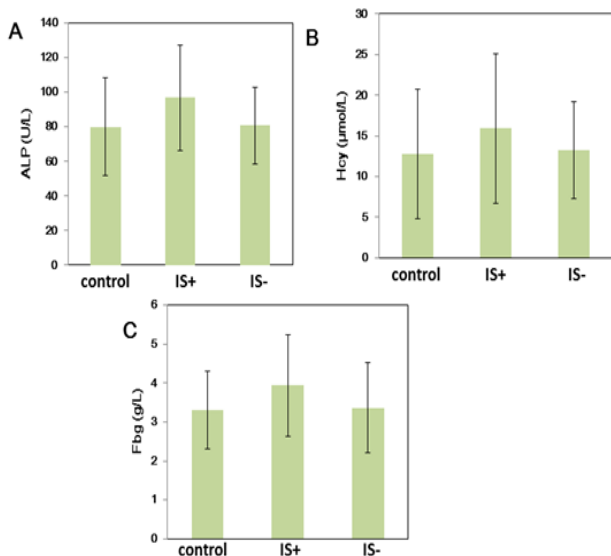 A
ALP (U/L)
140
120
100
80
60
40
20
0
control IS+ IS-
B
Hcy (µmol/L)
30
25
20
15
10
5
0
control IS+ IS-
C
Fbg (g/L)
6
5
4
3
2
1
0
control IS+ IS-